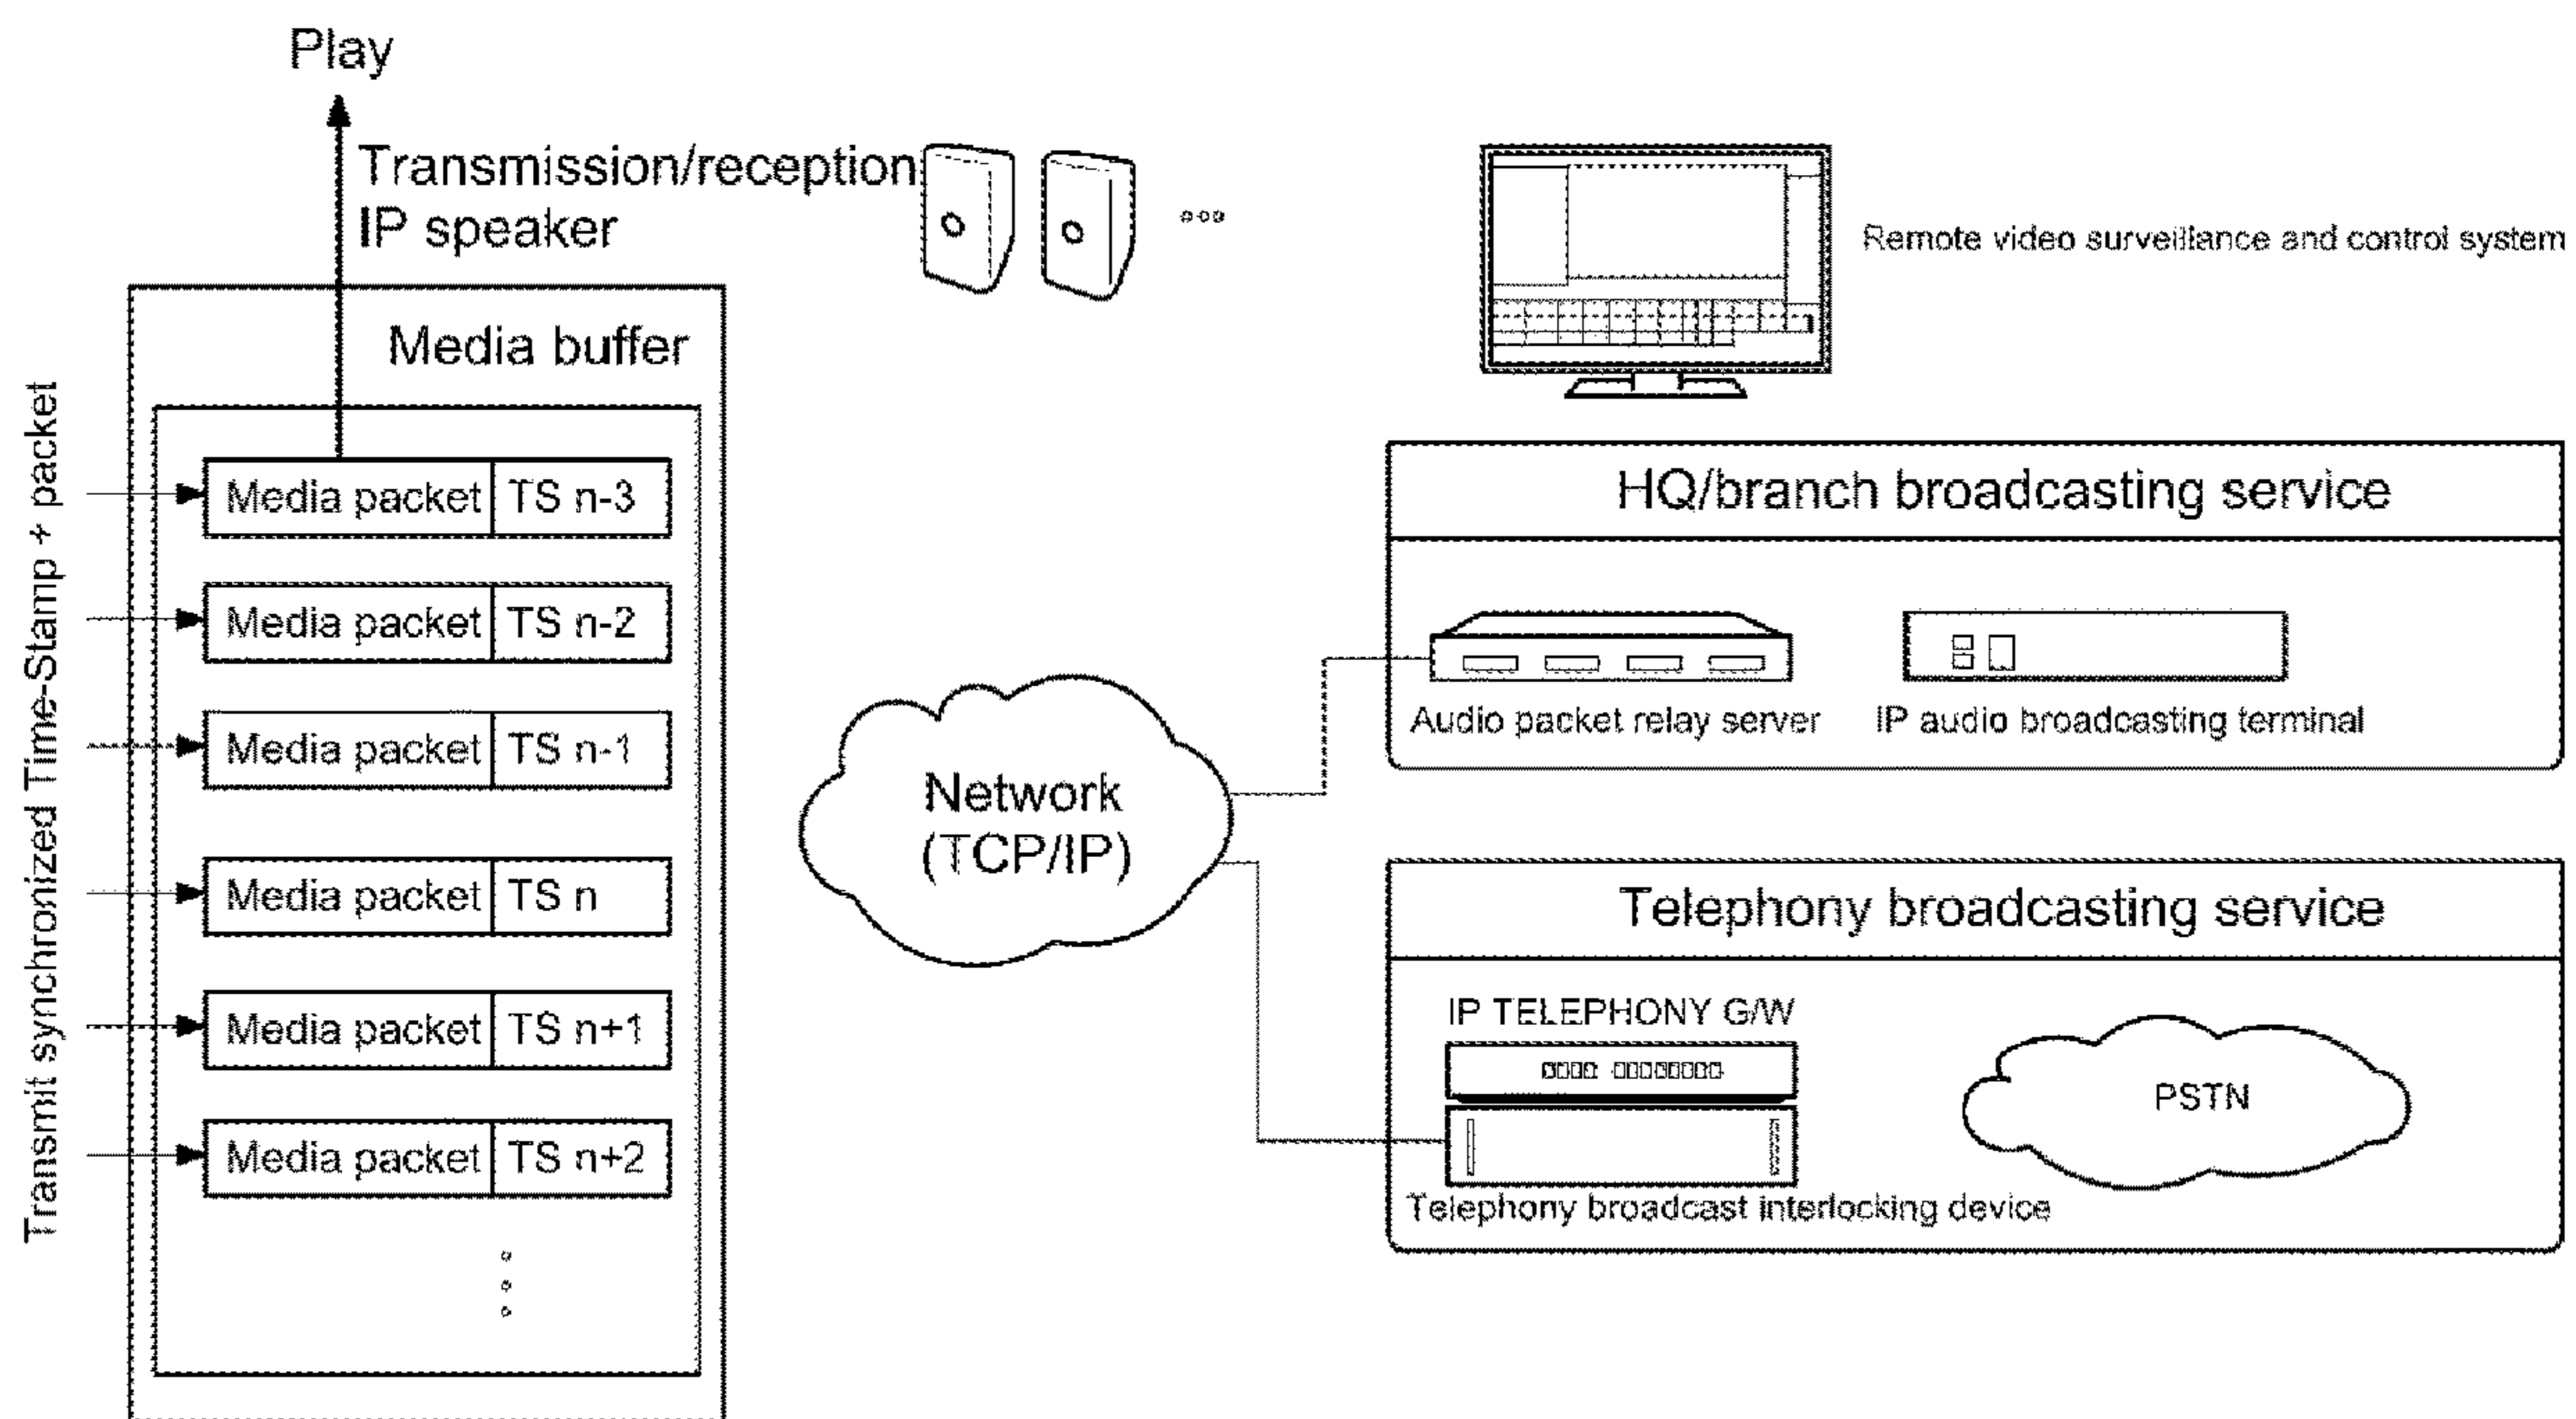 Play
Transmission/reception
IP speaker
Remote video surveillance and control system
Media buffer
Transmit synchronized Time-Stamp + packet
Media packet TS n-3
Media packet TS n-2
Media packet TS n-1
Media packet TS n
Media packet TS n+1
Media packet TS n+2
Network
(TCP/IP)
HQ/branch broadcasting service
Audio packet relay server
IP audio broadcasting terminal
Telephony broadcasting service
IP TELEPHONY G/W
PSTN
Telephony broadcast interlocking device